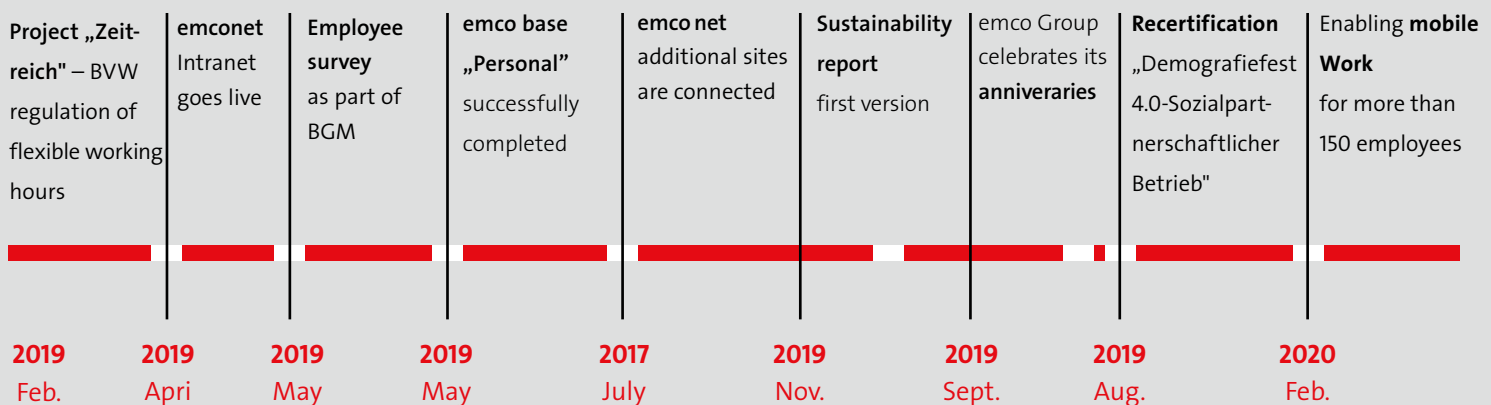 Project „Zeit-
reich" – BVW
regulation of
flexible working
hours
emconet
Intranet
goes live
Employee
survey
as part of
BGM
emco base
„Personal”
successfully
completed
emco net
additional sites
are connected
Sustainability
report
first version
emco Group
celebrates its
anniveraries
Recertification
„Demografiefest
4.0-Sozialpart-
nerschaftlicher
Betrieb"
Enabling mobile
Work
for more than
150 employees
2019
Feb.
2019
Apri
2019
May
2019
May
2017
July
2019
Nov.
2019
Sept.
2019
Aug.
2020
Feb.